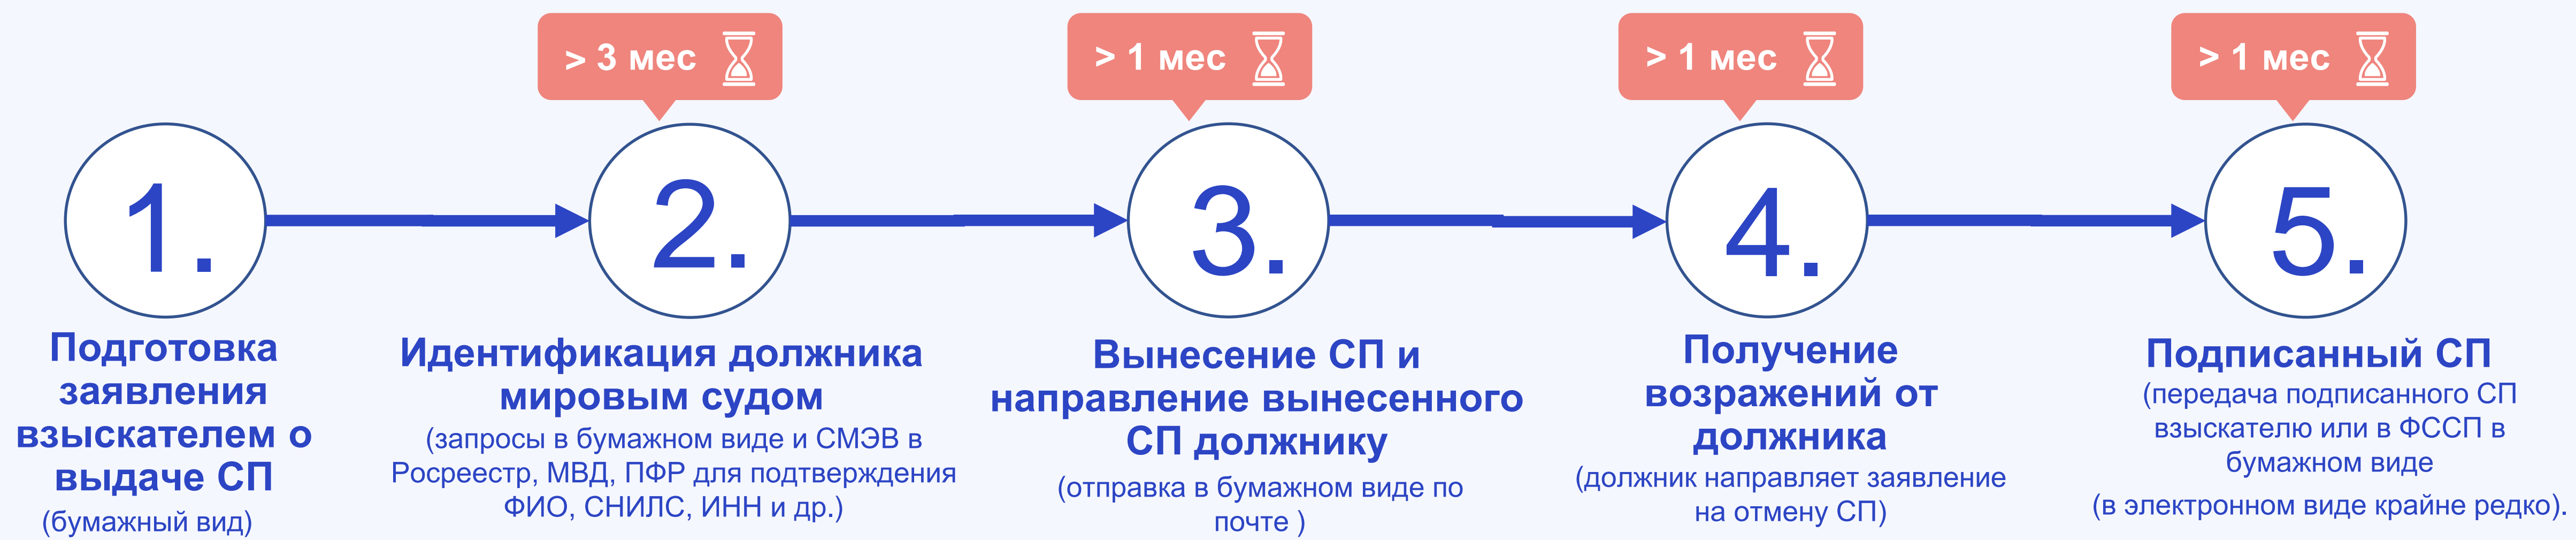 > 3 мес
> 1 мес
> 1 мес
> 1 мес
1.
2.
3.
4.
5.
Подготовка
заявления
взыскателем о
выдаче СП
(бумажный вид)
Идентификация должника
мировым судом
(запросы в бумажном виде и СМЭВ в
Росреестр, МВД, ПФР для подтверждения
ФИО, СНИЛС, ИНН и др.)
Вынесение СП и
направление вынесенного
СП должнику
(отправка в бумажном виде по
почте )
Получение
возражений от
должника
(должник направляет заявление
на отмену СП)
Подписанный СП
(передача подписанного СП
взыскателю или в ФССП в
бумажном виде
(в электронном виде крайне редко).